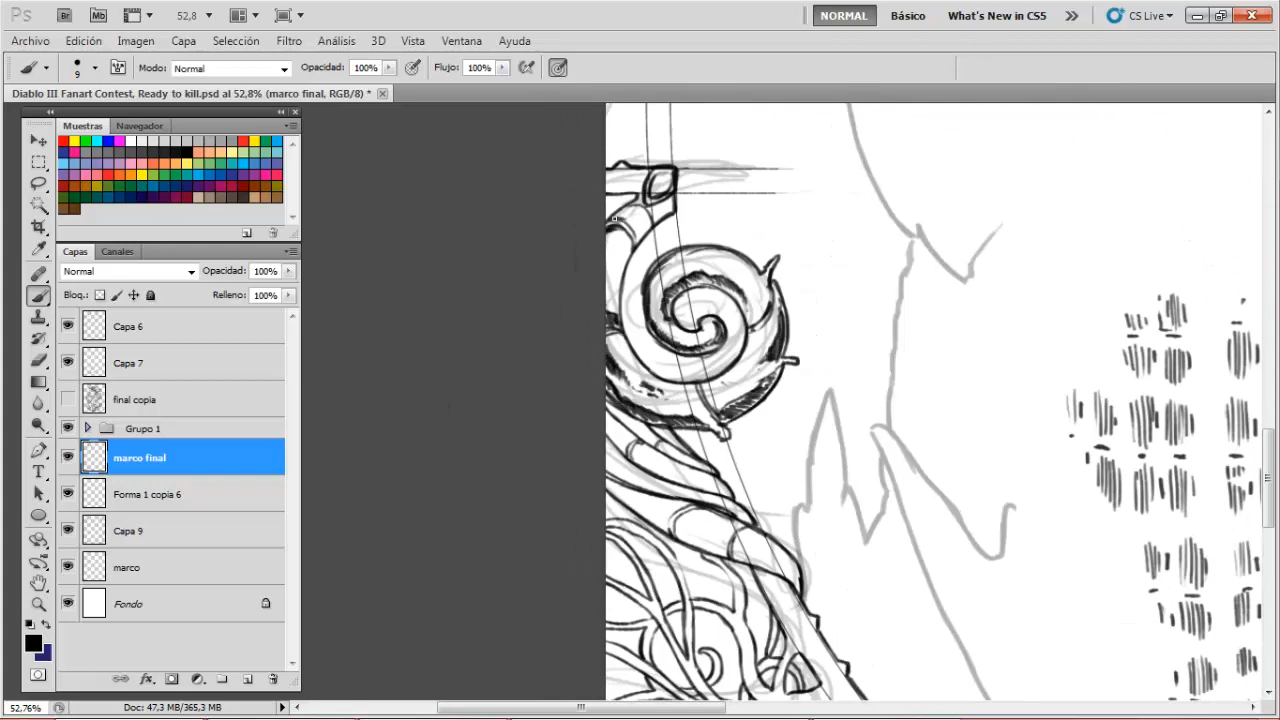 Ps Br Mb 52,8 NORMAL Básico What's New in CS5 CS Live
Archivo Edición Imagen Capa Selección Filtro Análisis 3D Vista Ventana Ayuda
9 Modo: Normal Opacidad: 100% Flujo: 100%
Diablo III Fanart Contest, Ready to kill.psd al 52,8% (marco final, RGB/8) *
Muestras Navegador
Capas Canales
Normal Opacidad: 100%
Bloq.: Relleno: 100%
Capa 6
Capa 7
final copia
Grupo 1
marco final
Forma 1 copia 6
Capa 9
marco
Fondo
fx
52,76% Doc: 47,3 MB/365,3 MB